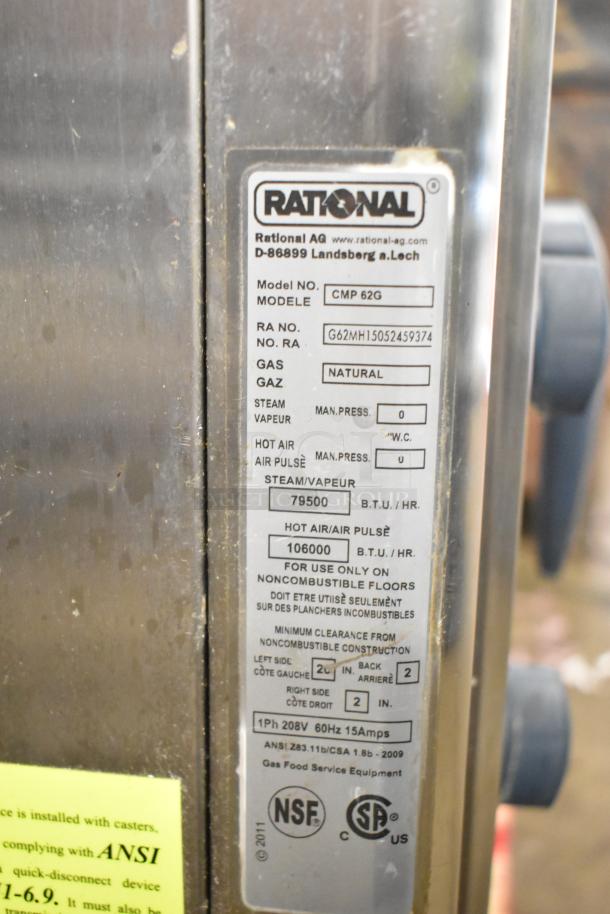 RATIONAL ®
Rational AG www.rational-ag.com
D-86899 Landsberg a.Lech
Model NO. CMP 62G
MODELE
RA NO. G62MH15052459374
NO. RA
GAS NATURAL
GAZ
STEAM MAN.PRESS. 0
VAPEUR
"W.C.
HOT AIR MAN.PRESS. 0
AIR PULSÈ
STEAM/VAPEUR
79500 B.T.U / HR.
HOT AIR/AIR PULSÈ
106000 B.T.U / HR.
FOR USE ONLY ON
NONCOMBUSTIBLE FLOORS
DOIT ETRE UTIISÈ SEULEMÈNT
SUR DES PLANCHERS INCOMBUSTIBLES
MINIMUM CLEARANCE FROM
NONCOMBUSTIBLE CONSTRUCTION
LEFT SIDE IN. BACK 2
CÔTE GAUCHE ARRIERÈ
RIGHT SIDE 2 IN.
CÔTE DROIT
1Ph 208V 60Hz 15Amps
ANSI.Z83.11b/CSA 1.8b - 2009
Gas Food Service Equipment
NSF®
CSA®
C US
© 2011
ce is installed with casters,
complying with ANSI
quick-disconnect device
1-6.9. It must also be
AUCTION GROUP